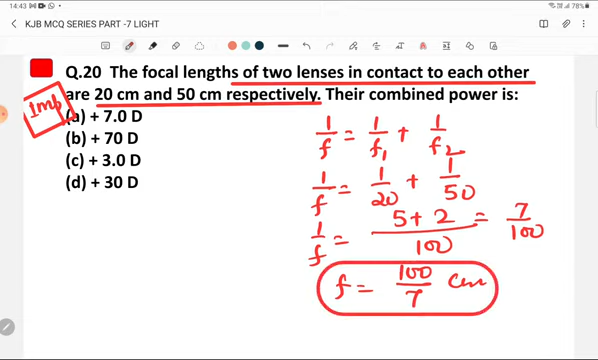 14:43
78%
KJB MCQ SERIES PART -7 LIGHT
Q.20 The focal lengths of two lenses in contact to each other
are 20 cm and 50 cm respectively. Their combined power is:
Imp
(a) + 7.0 D
(b) + 70 D
(c) + 3.0 D
(d) + 30 D
1/f = 1/f₁ + 1/f₂
1/f = 1/20 + 1/50
1/f = 5+2/100 = 7/100
f = 100/7 cm